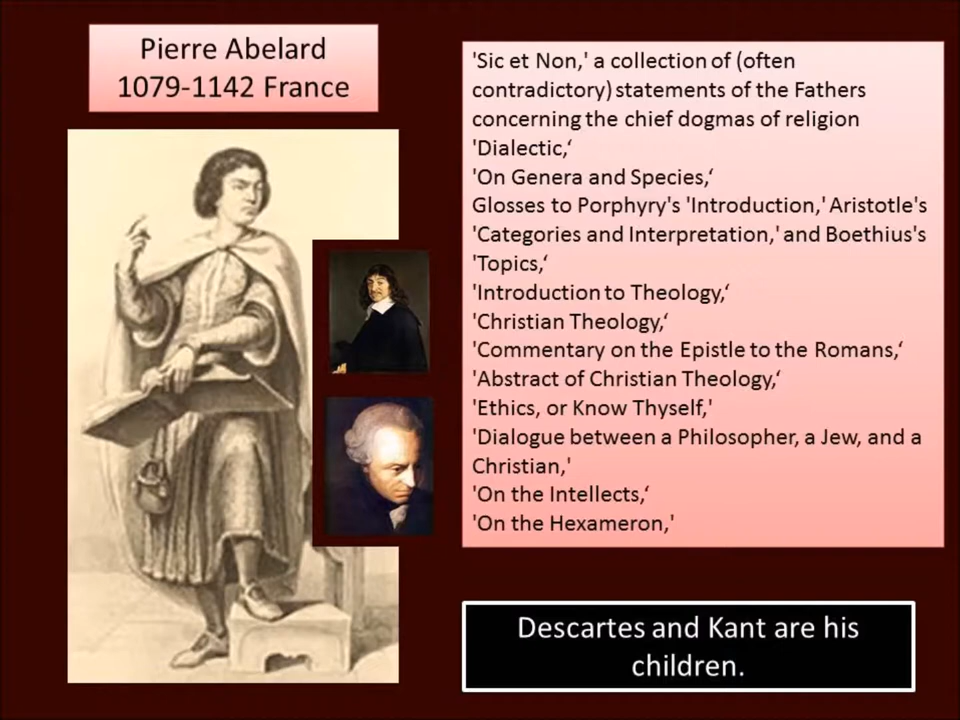 Pierre Abelard
1079-1142 France
'Sic et Non,' a collection of (often
contradictory) statements of the Fathers
concerning the chief dogmas of religion
'Dialectic,‘
'On Genera and Species,‘
Glosses to Porphyry's 'Introduction,' Aristotle's
'Categories and Interpretation,' and Boethius's
'Topics,‘
'Introduction to Theology,‘
'Christian Theology,‘
'Commentary on the Epistle to the Romans,‘
'Abstract of Christian Theology,‘
'Ethics, or Know Thyself,'
'Dialogue between a Philosopher, a Jew, and a
Christian,'
'On the Intellects,‘
'On the Hexameron,'
Descartes and Kant are his
children.